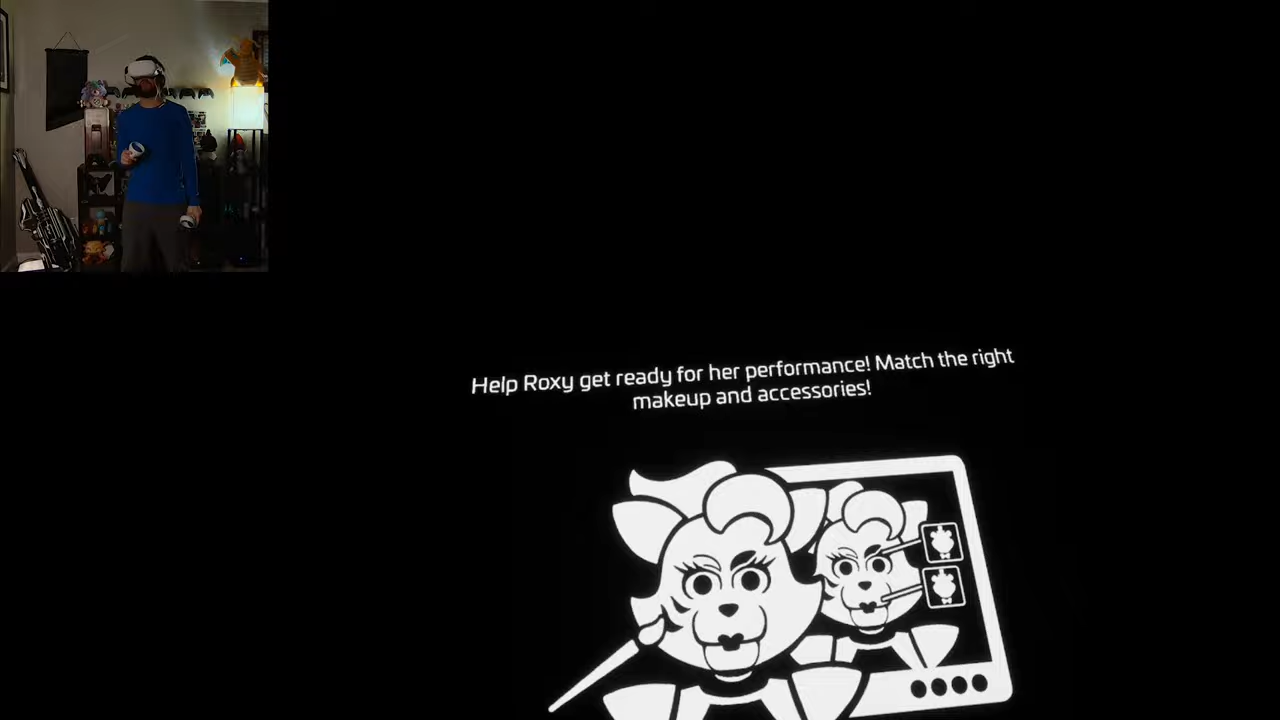 Help Roxy get ready for her performance! Match the right
makeup and accessories!